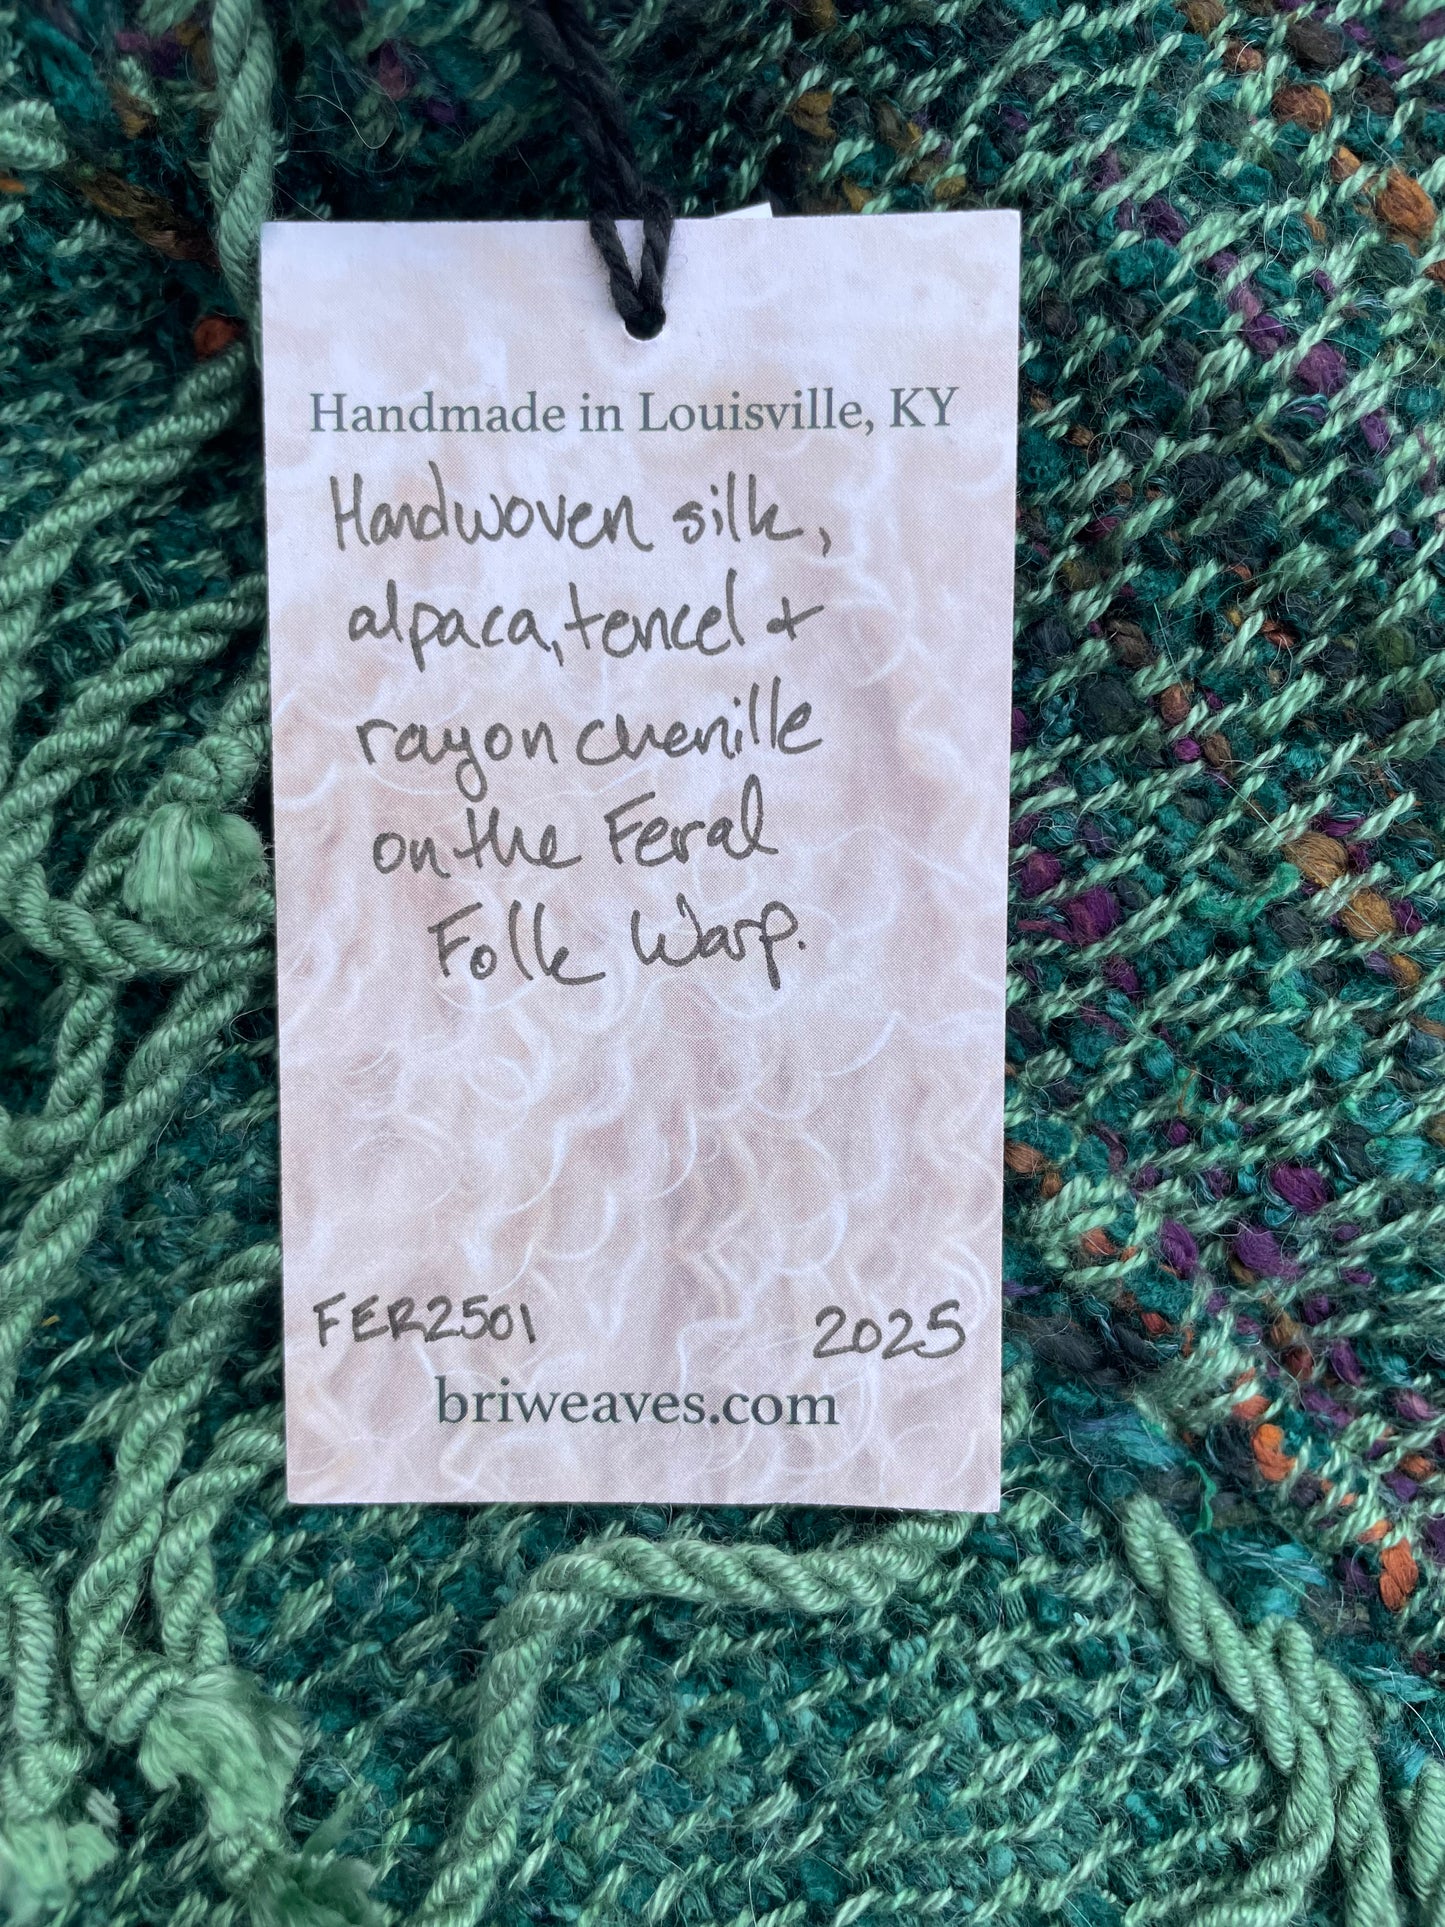 Handmade in Louisville, KY
Handwoven silk,
alpaca, tencel +
rayon chenille
on the Feral
Folk Warp.
FER2501 2025
briweaves.com